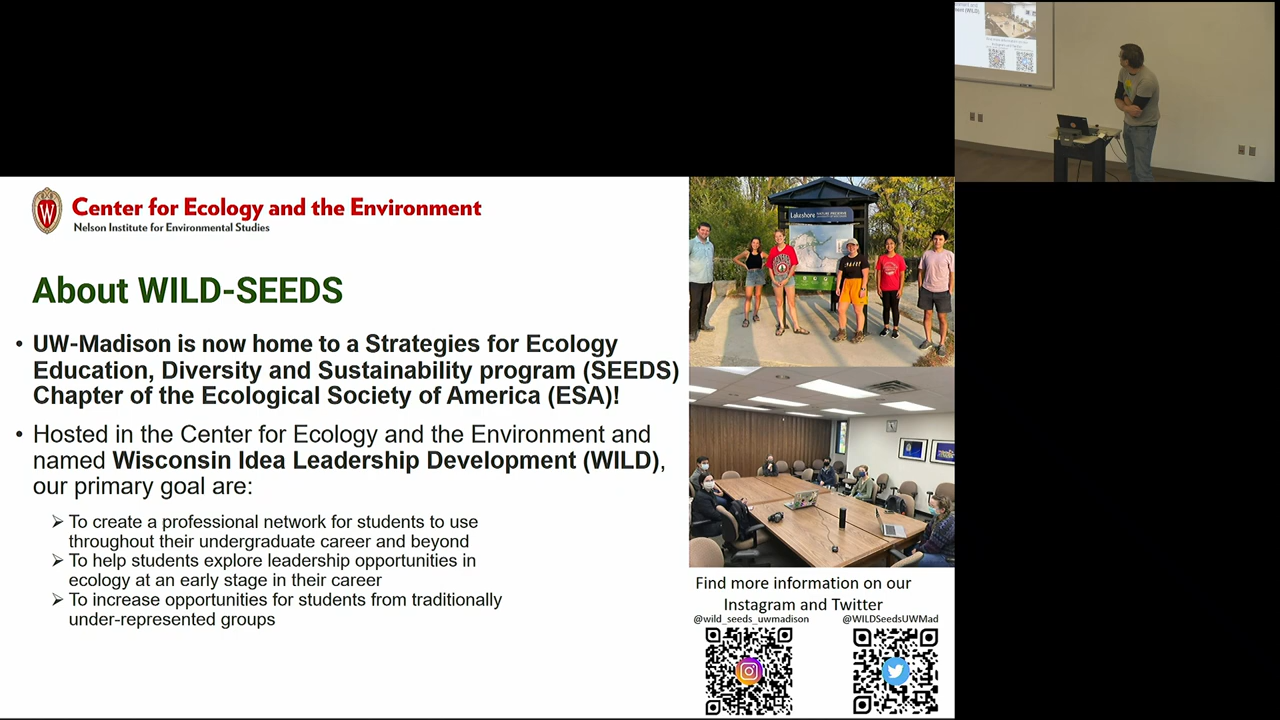 W
Center for Ecology and the Environment
Nelson Institute for Environmental Studies
About WILD-SEEDS
• UW-Madison is now home to a Strategies for Ecology
Education, Diversity and Sustainability program (SEEDS)
Chapter of the Ecological Society of America (ESA)!
• Hosted in the Center for Ecology and the Environment and
named Wisconsin Idea Leadership Development (WILD),
our primary goal are:
➢ To create a professional network for students to use
throughout their undergraduate career and beyond
➢ To help students explore leadership opportunities in
ecology at an early stage in their career
➢ To increase opportunities for students from traditionally
under-represented groups
Lakeshore NATURE PRESERVE
Find more information on our
Instagram and Twitter
@wild_seeds_uwmadison
@WILDSeedsUWMad